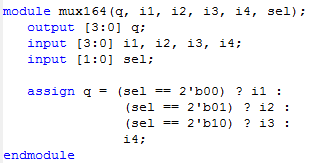 module mux164(q, i1, i2, i3, i4, sel);
output [3:0] q;
input [3:0] i1, i2, i3, i4;
input [1:0] sel;
assign q = (sel == 2'b00) ? i1 :
(sel == 2'b01) ? i2 :
(sel == 2'b10) ? i3 :
i4;
endmodule